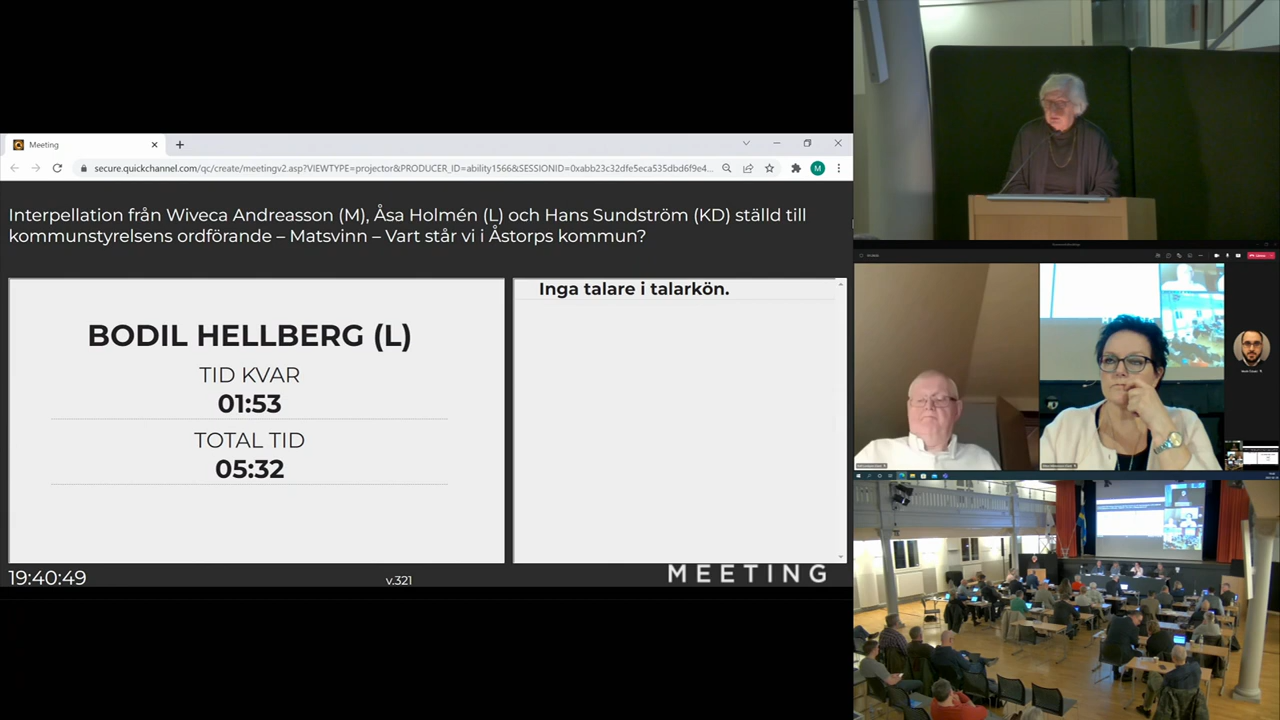 Meeting
secure.quickchannel.com/qc/create/meetingv2.asp?VIEWTYPE=projector&PRODUCER_ID=ability1566&SESSIONID=0xabb23c32dfe5eca535dbd6f9e4...
M
Interpellation från Wiveca Andreasson (M), Åsa Holmén (L) och Hans Sundström (KD) ställd till
kommunstyrelsens ordförande – Matsvinn – Vart står vi i Åstorps kommun?
BODIL HELLBERG (L)
TID KVAR
01:53
TOTAL TID
05:32
Inga talare i talarkön.
19:40:49
v.321
MEETING